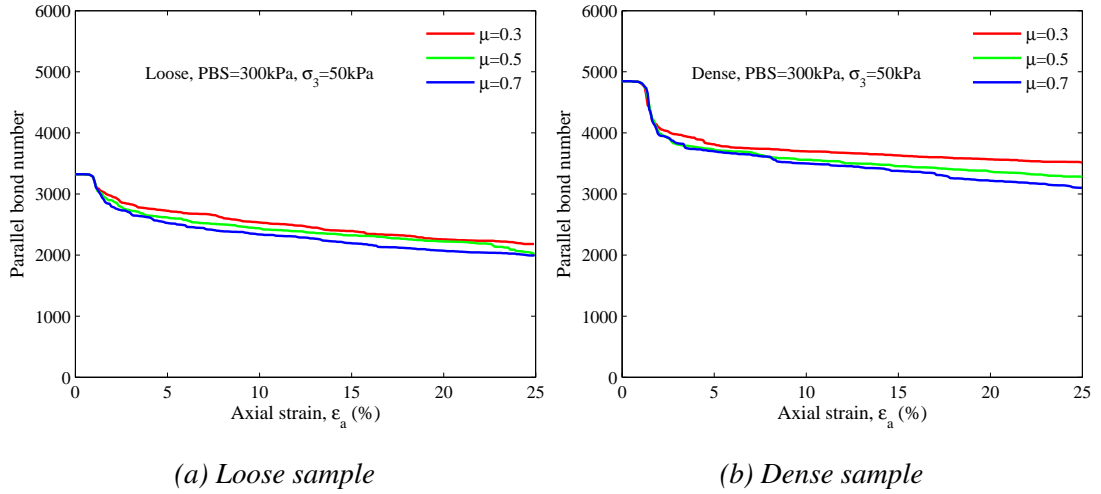 6000
5000
4000
3000
2000
1000
0
Parallel bond number
Loose, PBS=300kPa, σ3=50kPa
μ=0.3
μ=0.5
μ=0.7
0 5 10 15 20 25
Axial strain, εa (%)
(a) Loose sample
6000
5000
4000
3000
2000
1000
0
Parallel bond number
Dense, PBS=300kPa, σ3=50kPa
μ=0.3
μ=0.5
μ=0.7
0 5 10 15 20 25
Axial strain, εa (%)
(b) Dense sample